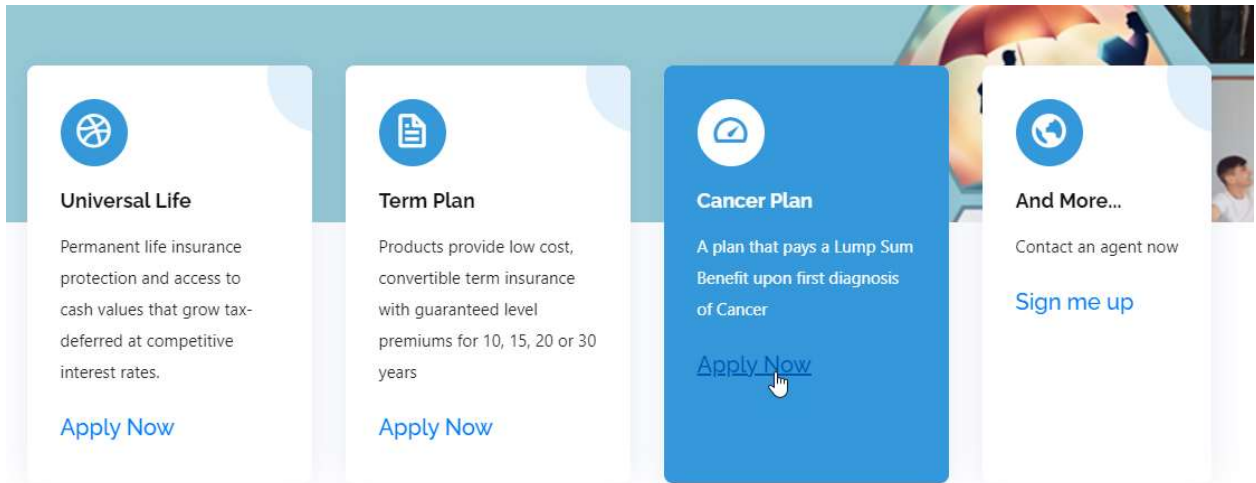 Universal Life
Permanent life insurance
protection and access to
cash values that grow tax-
deferred at competitive
interest rates.
Apply Now
Term Plan
Products provide low cost,
convertible term insurance
with guaranteed level
premiums for 10, 15, 20 or 30
years
Apply Now
Cancer Plan
A plan that pays a Lump Sum
Benefit upon first diagnosis
of Cancer
Apply Now
And More...
Contact an agent now
Sign me up